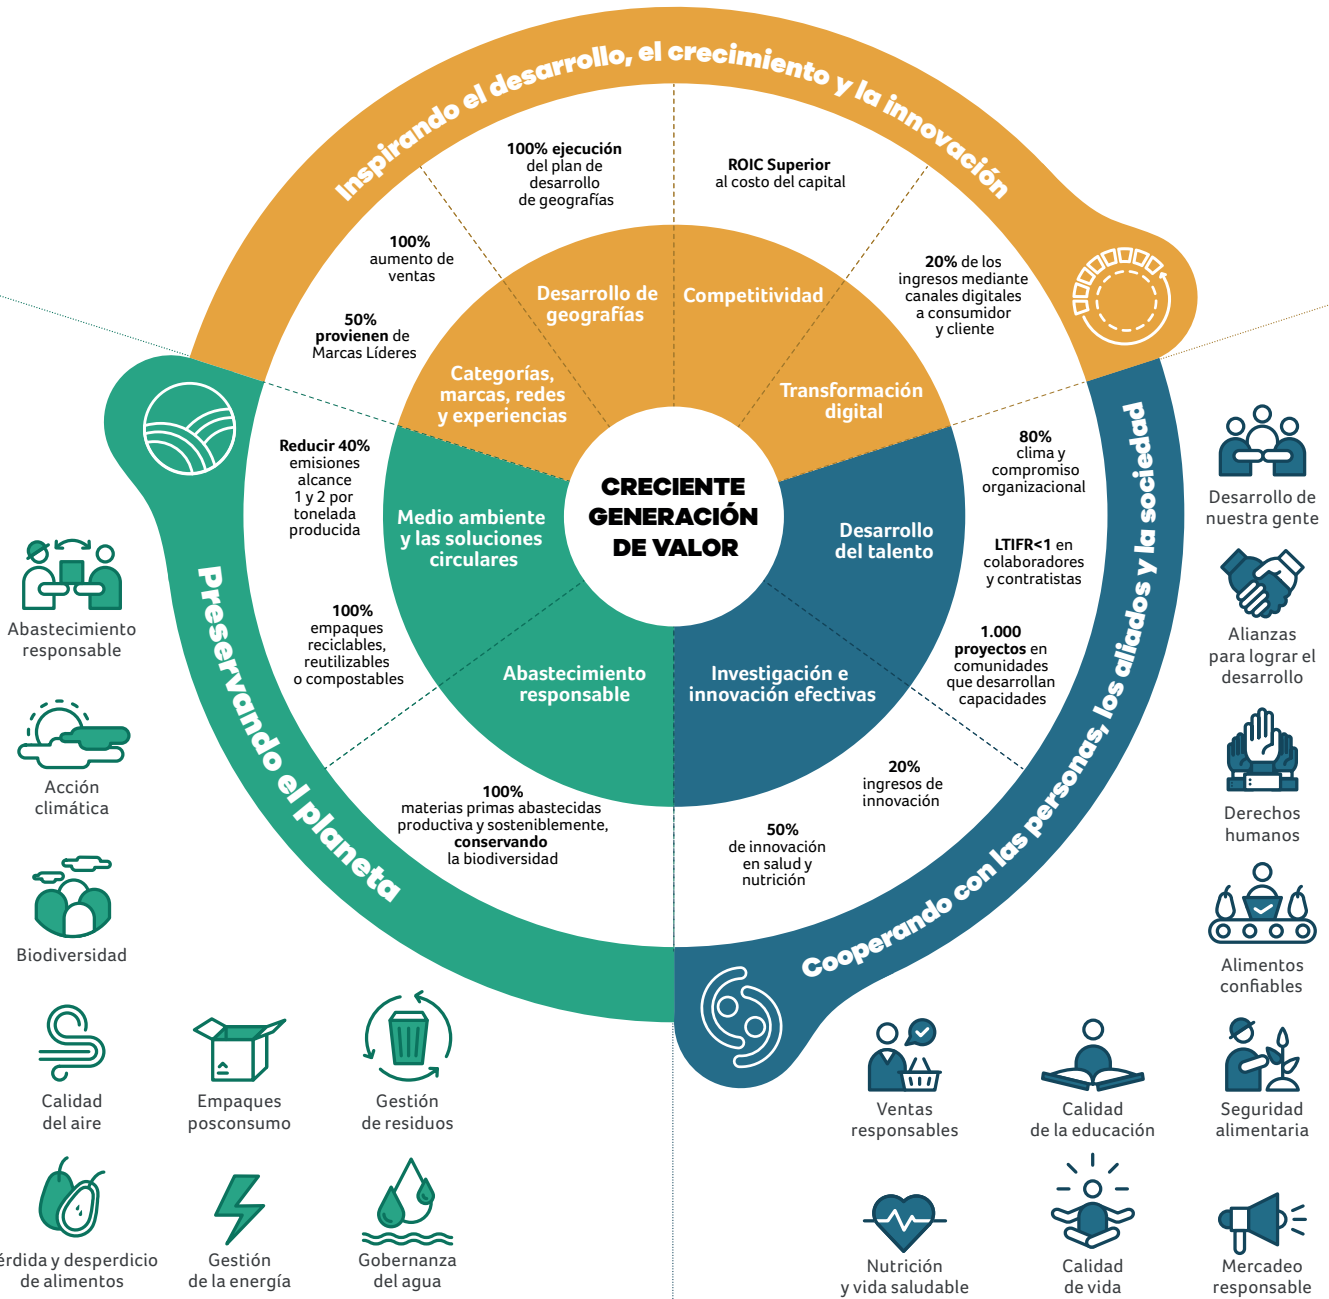 Inspirando el desarrollo, el crecimiento y la innovación
100% ejecución
del plan de
desarrollo
de geografías
ROIC Superior
al costo del capital
100%
aumento de
ventas
50%
provienen de
Marcas Líderes
20% de los
ingresos mediante
canales digitales
a consumidor
y cliente
Desarrollo de
geografías
Competitividad
Categorías,
marcas, redes
y experiencias
Transformación
digital
CRECIENTE
GENERACIÓN
DE VALOR
Preservando el planeta
Reducir 40%
emisiones
alcance
1 y 2 por
tonelada
producida
100%
empaques
reciclables,
reutilizables
o compostables
100%
materias primas abastecidas
productiva y sosteniblemente,
conservando
la biodiversidad
Medio ambiente
y las soluciones
circulares
Abastecimiento
responsable
Cooperando con las personas, los aliados y la sociedad
80%
clima y
compromiso
organizacional
LTIFR<1 en
colaboradores
y contratistas
1.000
proyectos en
comunidades
que desarrollan
capacidades
20%
ingresos de
innovación
50%
de innovación
en salud y
nutrición
Desarrollo
del talento
Investigación e
innovación efectivas
Abastecimiento
responsable
Acción
climática
Biodiversidad
Calidad
del aire
Empaques
posconsumo
Gestión
de residuos
érdida y desperdicio
de alimentos
Gestión
de la energía
Gobernanza
del agua
Desarrollo de
nuestra gente
Alianzas
para lograr el
desarrollo
Derechos
humanos
Alimentos
confiables
Ventas
responsables
Calidad
de la educación
Seguridad
alimentaria
Nutrición
y vida saludable
Calidad
de vida
Mercadeo
responsable